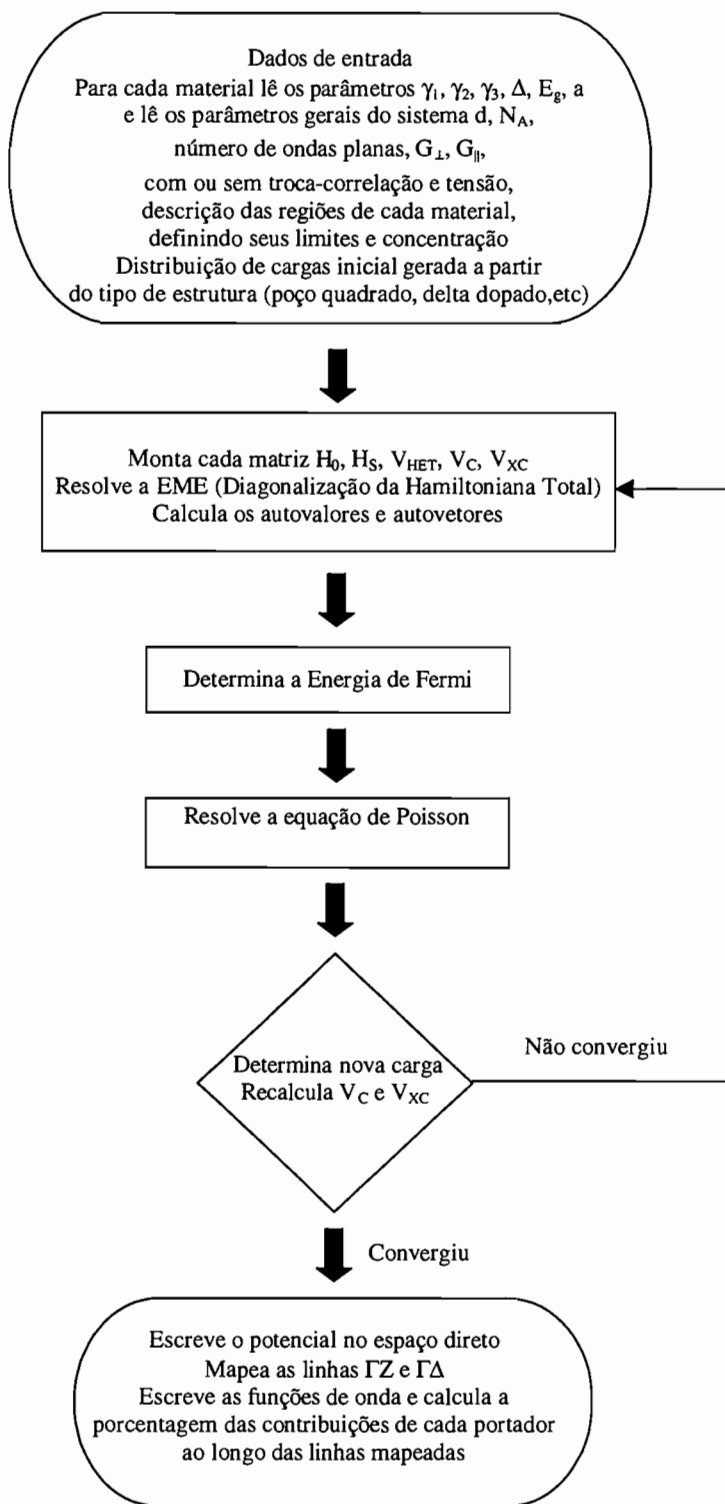 Dados de entrada
Para cada material lê os parâmetros γ₁, γ₂, γ₃, Δ, E_g, a
e lê os parâmetros gerais do sistema d, N_A,
número de ondas planas, G_⊥, G_||,
com ou sem troca-correlação e tensão,
descrição das regiões de cada material,
definindo seus limites e concentração
Distribuição de cargas inicial gerada a partir
do tipo de estrutura (poço quadrado, delta dopado,etc)
Monta cada matriz H₀, H_S, V_HET, V_C, V_XC
Resolve a EME (Diagonalização da Hamiltoniana Total)
Calcula os autovalores e autovetores
Determina a Energia de Fermi
Resolve a equação de Poisson
Determina nova carga
Recalcula V_C e V_XC
Não convergiu
Convergiu
Escreve o potencial no espaço direto
Mapea as linhas ΓZ e ΓΔ
Escreve as funções de onda e calcula a
porcentagem das contribuições de cada portador
ao longo das linhas mapeadas